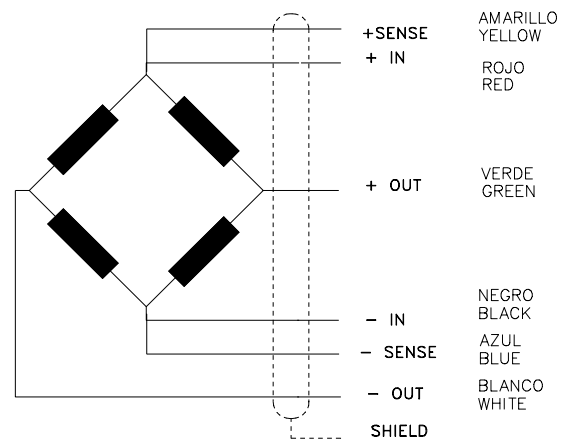 +SENSE AMARILLO
YELLOW
+ IN ROJO
RED
+ OUT VERDE
GREEN
- IN NEGRO
BLACK
- SENSE AZUL
BLUE
- OUT BLANCO
WHITE
SHIELD